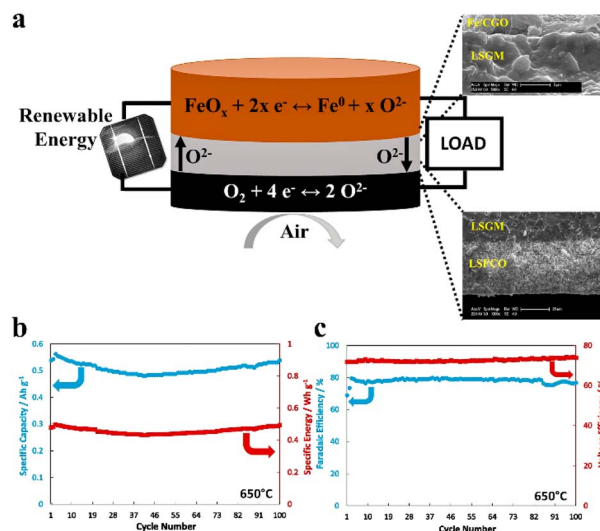 a
Renewable
Energy
FeOx + 2x e- ↔ Fe0 + x O2-
O2-
O2-
LOAD
O2 + 4 e- ↔ 2 O2-
Air
Fe/CGO
LSGM
LSGM
LSFCO
b
Specific Capacity / Ah g-1
0.6
0.5
0.4
0.3
0.2
0.1
0
1 10 19 28 37 46 55 64 73 82 91 100
Cycle Number
1
0.8
0.6
0.4
0.2
0
Specific Energy / Wh g-1
650°C
c
Faradaic Efficiency / %
100
80
60
40
20
0
1 10 19 28 37 46 55 64 73 82 91 100
Cycle Number
80
60
40
20
0
650°C